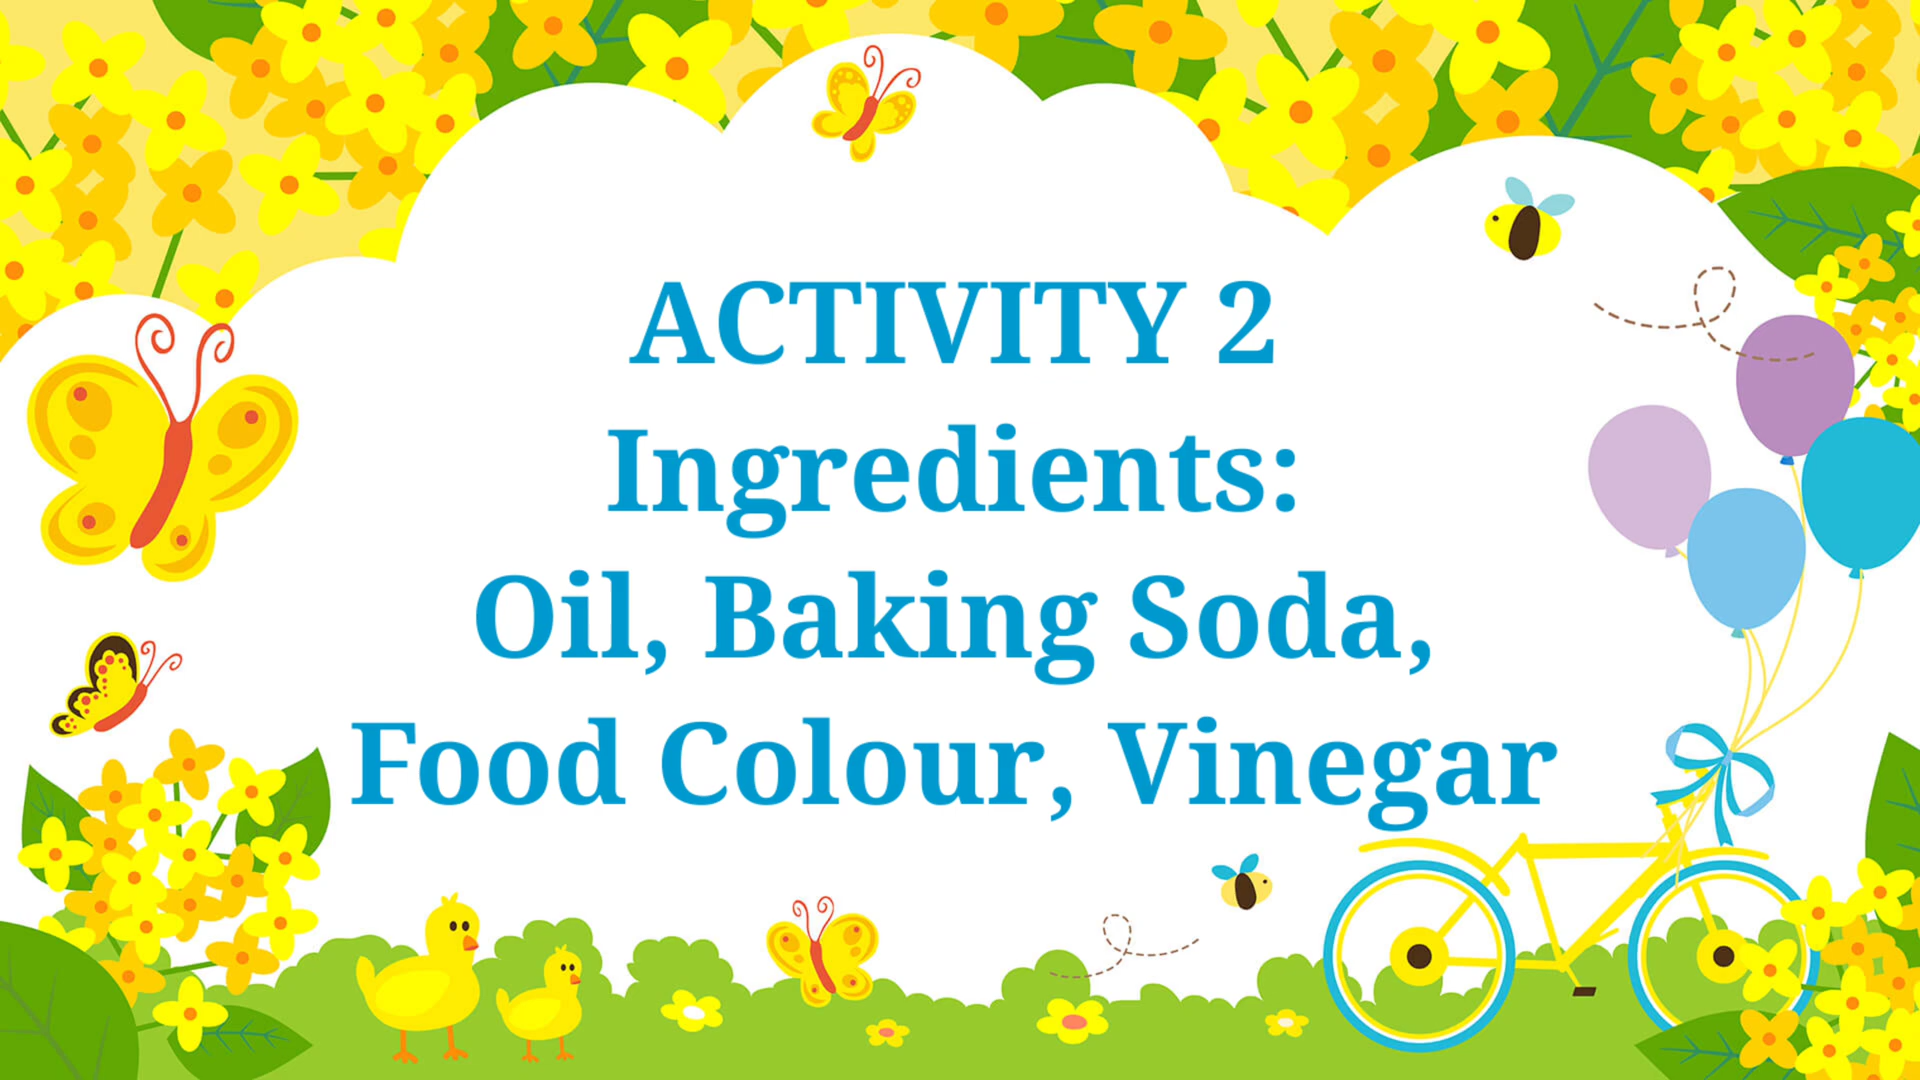 ACTIVITY 2
Ingredients:
Oil, Baking Soda,
Food Colour, Vinegar